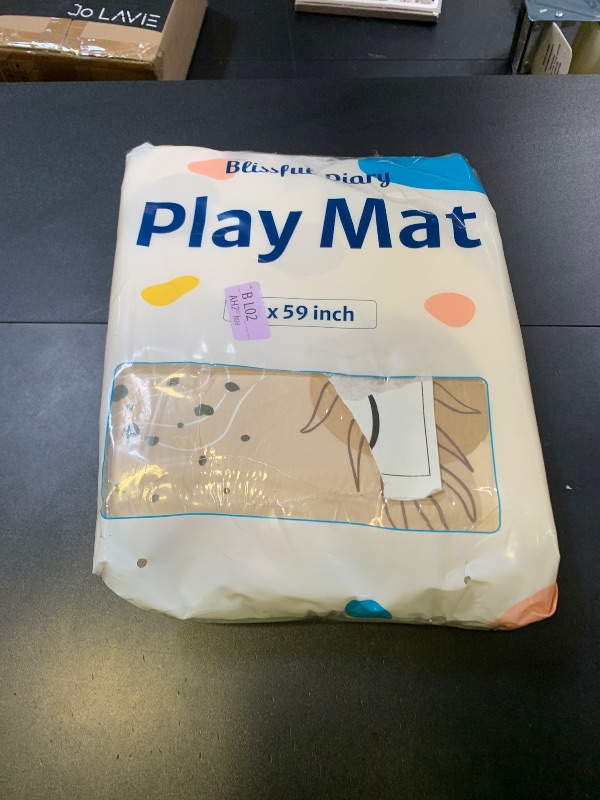 JO LAVIE
Blissful Diary
Play Mat
x 59 inch
B L02